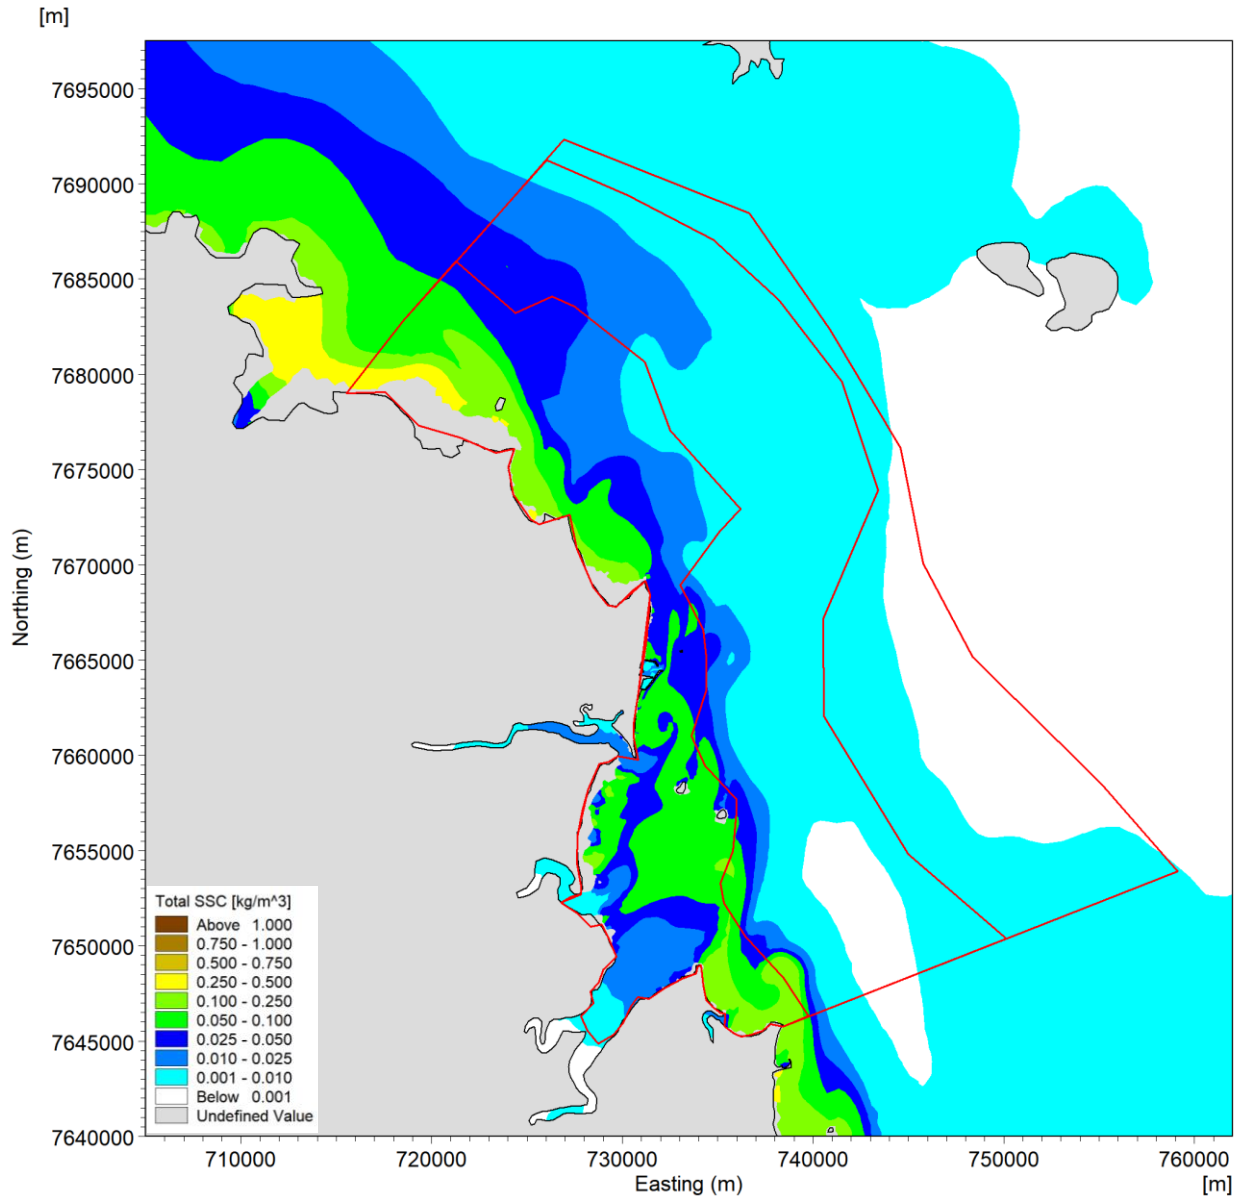 [m]
7695000
7690000
7685000
7680000
7675000
7670000
7665000
7660000
7655000
7650000
7645000
7640000
Northing (m)
Total SSC [kg/m^3]
Above 1.000
0.750 - 1.000
0.500 - 0.750
0.250 - 0.500
0.100 - 0.250
0.050 - 0.100
0.025 - 0.050
0.010 - 0.025
0.001 - 0.010
Below 0.001
Undefined Value
710000 720000 730000 740000 750000 760000
Easting (m) [m]